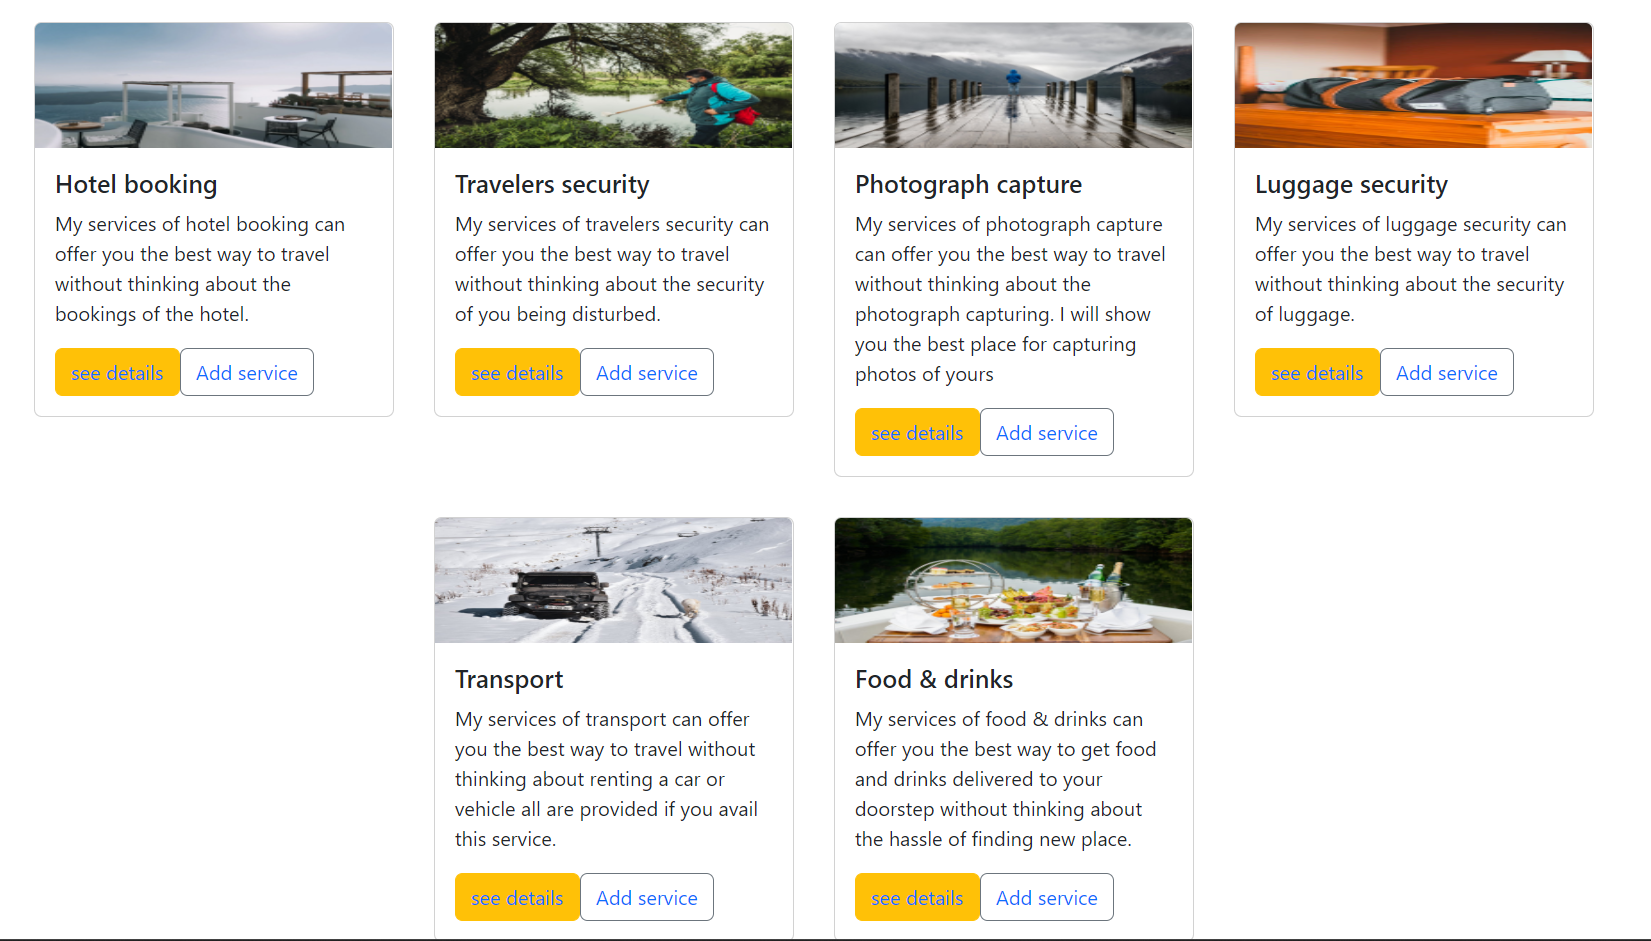 Hotel booking
My services of hotel booking can
offer you the best way to travel
without thinking about the
bookings of the hotel.
see details
Add service
Travelers security
My services of travelers security can
offer you the best way to travel
without thinking about the security
of you being disturbed.
see details
Add service
Photograph capture
My services of photograph capture
can offer you the best way to travel
without thinking about the
photograph capturing. I will show
you the best place for capturing
photos of yours
see details
Add service
Luggage security
My services of luggage security can
offer you the best way to travel
without thinking about the security
of luggage.
see details
Add service
Transport
My services of transport can offer
you the best way to travel without
thinking about renting a car or
vehicle all are provided if you avail
this service.
see details
Add service
Food & drinks
My services of food & drinks can
offer you the best way to get food
and drinks delivered to your
doorstep without thinking about
the hassle of finding new place.
see details
Add service